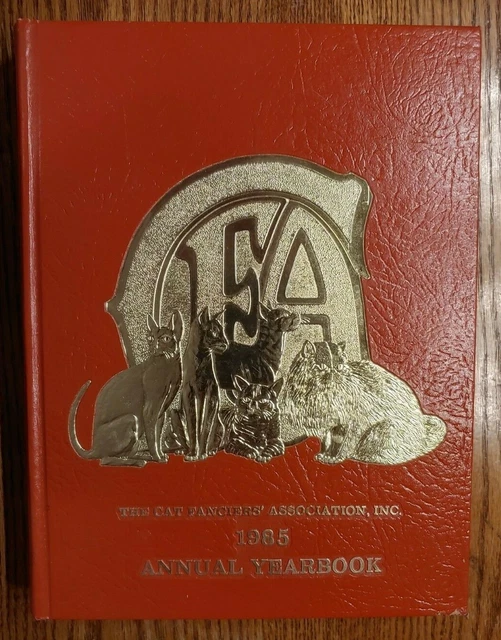 CFA
THE CAT FANCIERS' ASSOCIATION, INC.
1985
ANNUAL YEARBOOK